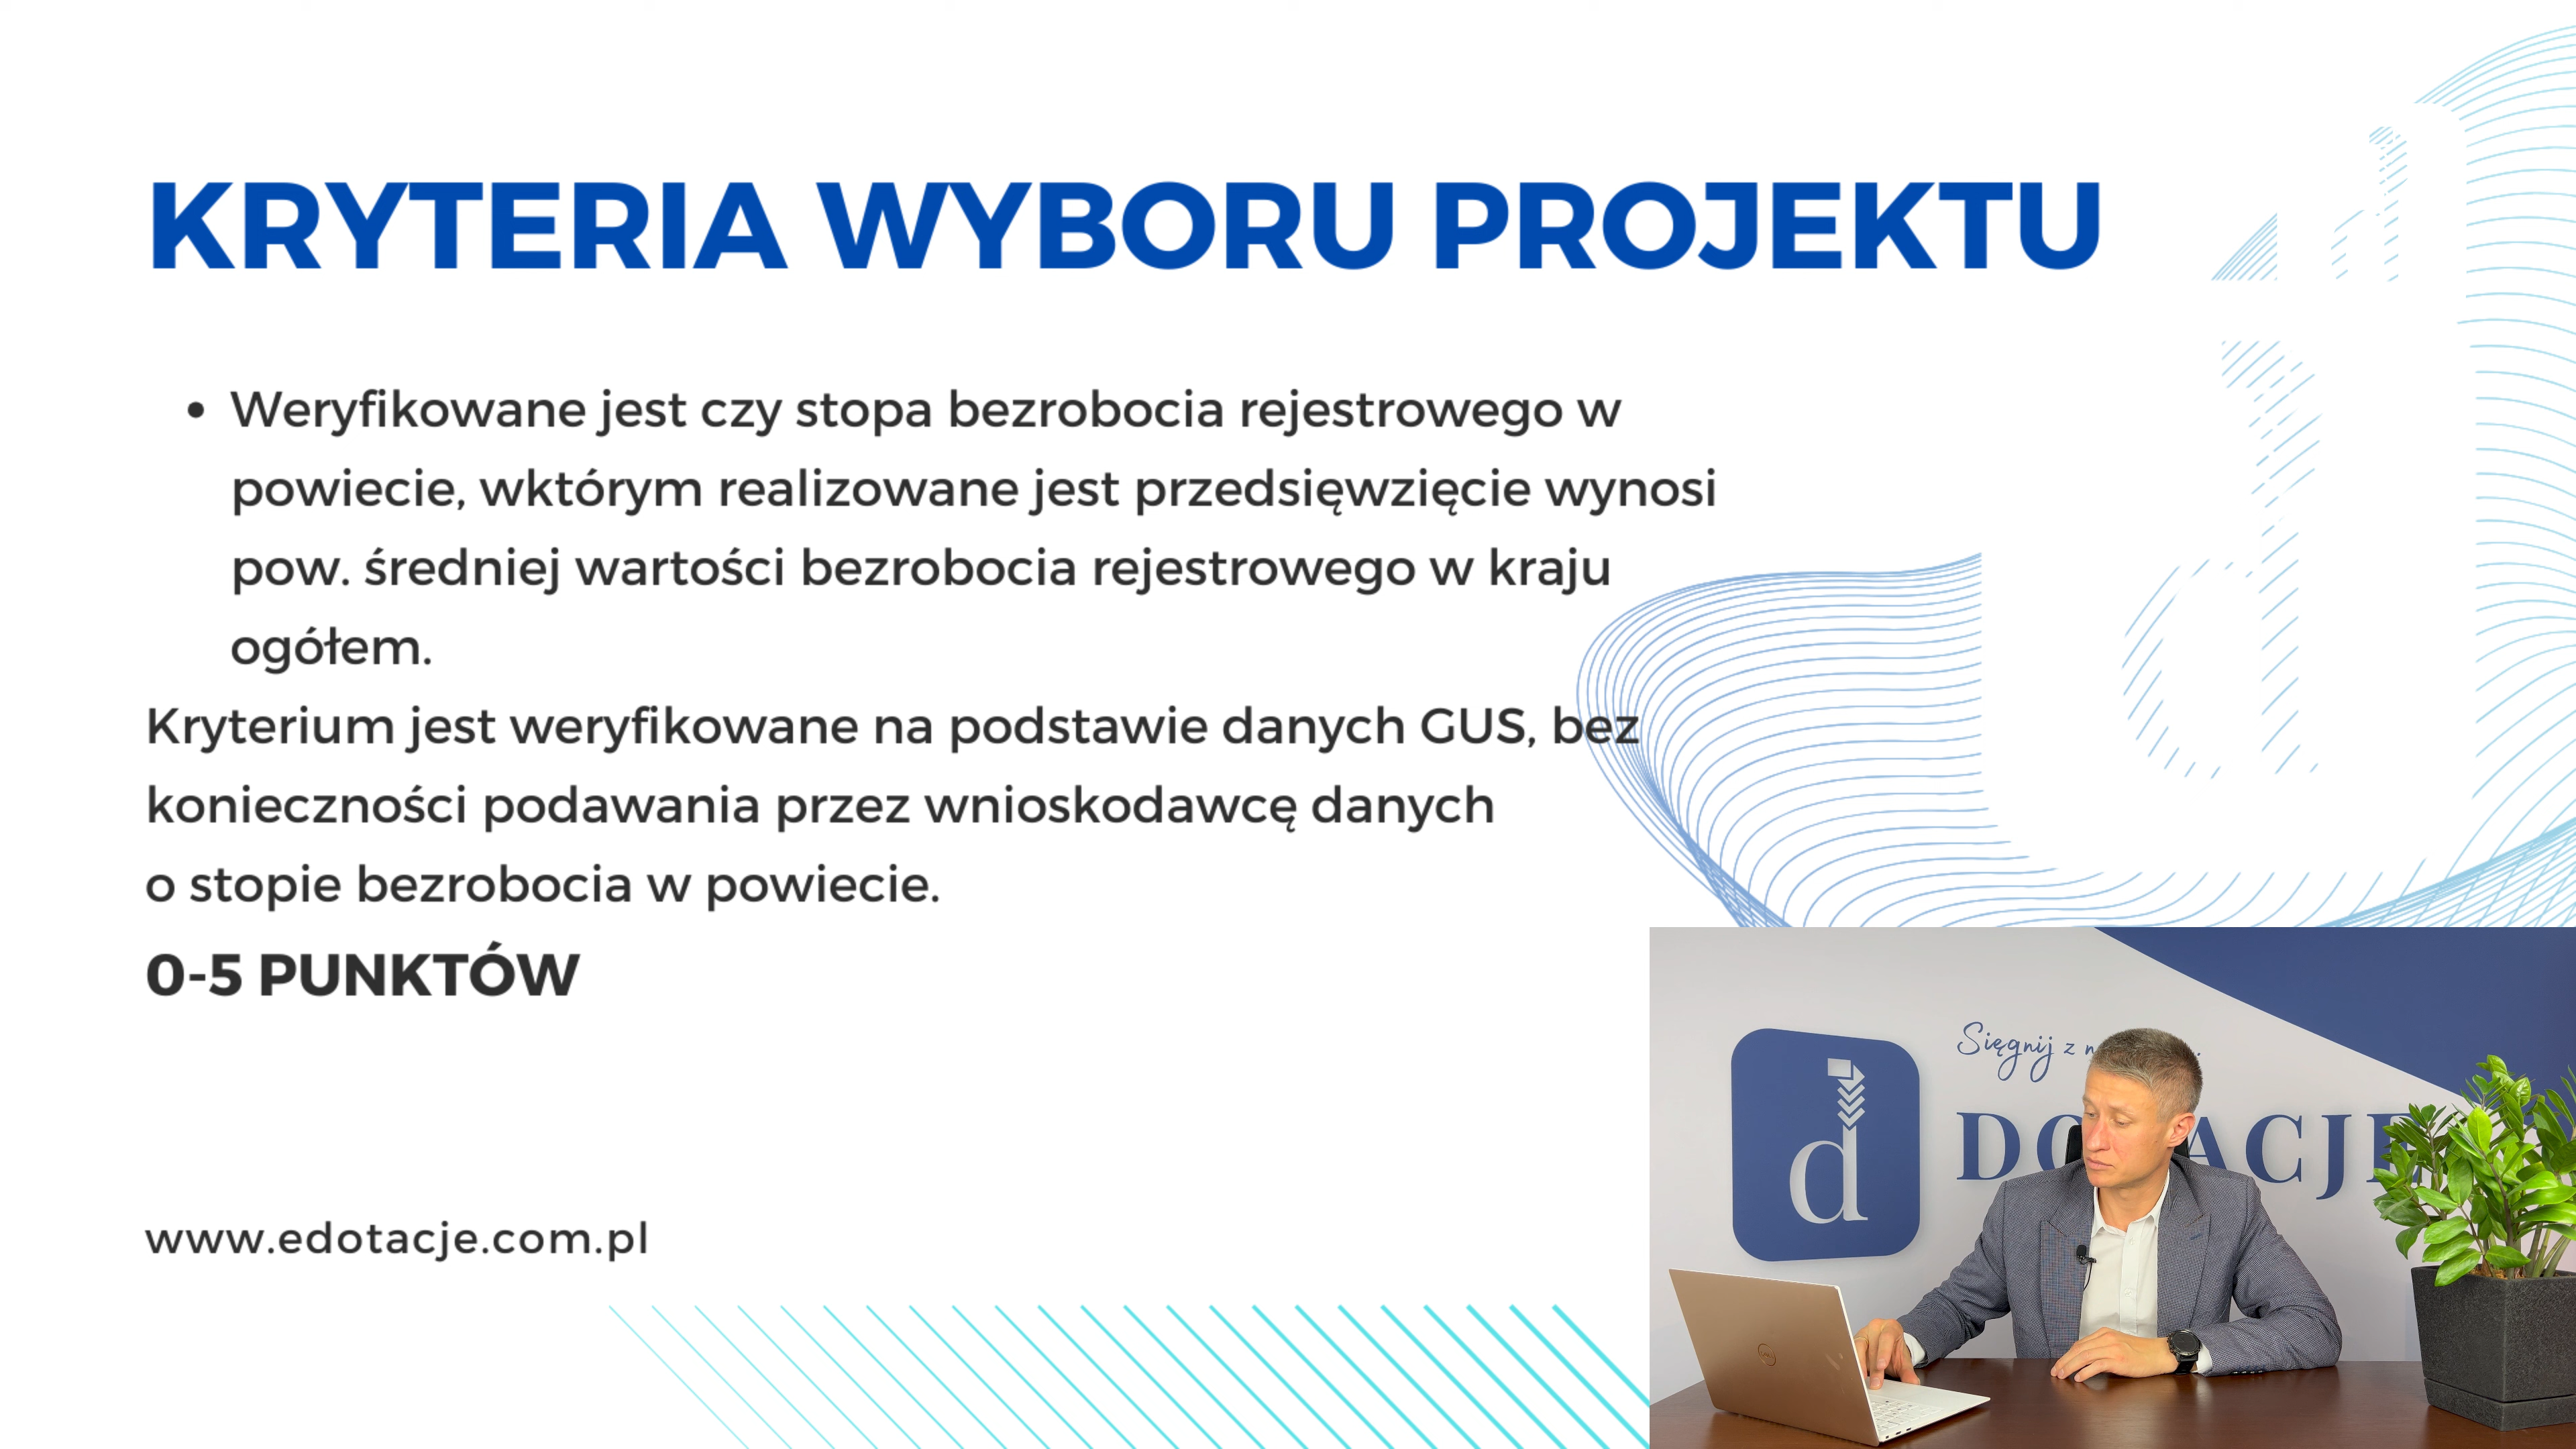 KRYTERIA WYBORU PROJEKTU
• Weryfikowane jest czy stopa bezrobocia rejestrowego w
powiecie, wktórym realizowane jest przedsięwzięcie wynosi
pow. średniej wartości bezrobocia rejestrowego w kraju
ogółem.
Kryterium jest weryfikowane na podstawie danych GUS, bez
konieczności podawania przez wnioskodawcę danych
o stopie bezrobocia w powiecie.
0-5 PUNKTÓW
www.edotacje.com.pl
Sięgnij z
d
DOTACJE